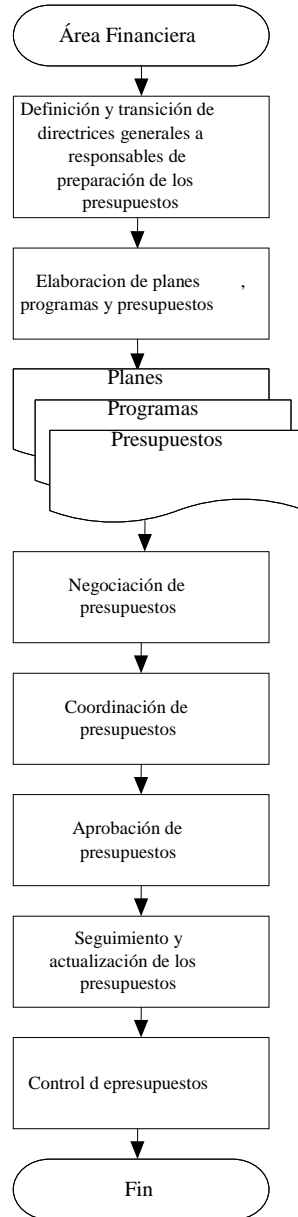 Área Financiera
Definición y transición de
directrices generales a
responsables de
preparación de los
presupuestos
Elaboracion de planes ,
programas y presupuestos
Planes
Programas
Presupuestos
Negociación de
presupuestos
Coordinación de
presupuestos
Aprobación de
presupuestos
Seguimiento y
actualización de los
presupuestos
Control d epresupuestos
Fin